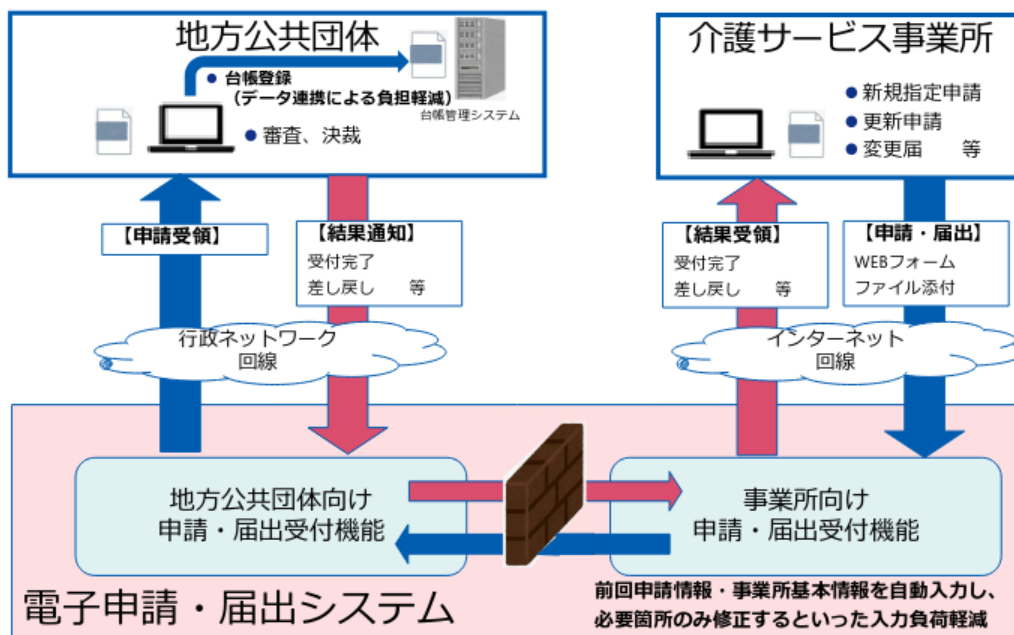 地方公共団体
● 台帳登録
（データ連携による負担軽減）
台帳管理システム
● 審査、決裁
介護サービス事業所
● 新規指定申請
● 更新申請
● 変更届　等
【申請受領】
【結果通知】
受付完了
差し戻し　等
【結果受領】
受付完了
差し戻し　等
【申請・届出】
WEBフォーム
ファイル添付
行政ネットワーク
回線
インターネット
回線
地方公共団体向け
申請・届出受付機能
事業所向け
申請・届出受付機能
電子申請・届出システム
前回申請情報・事業所基本情報を自動入力し、
必要箇所のみ修正するといった入力負荷軽減